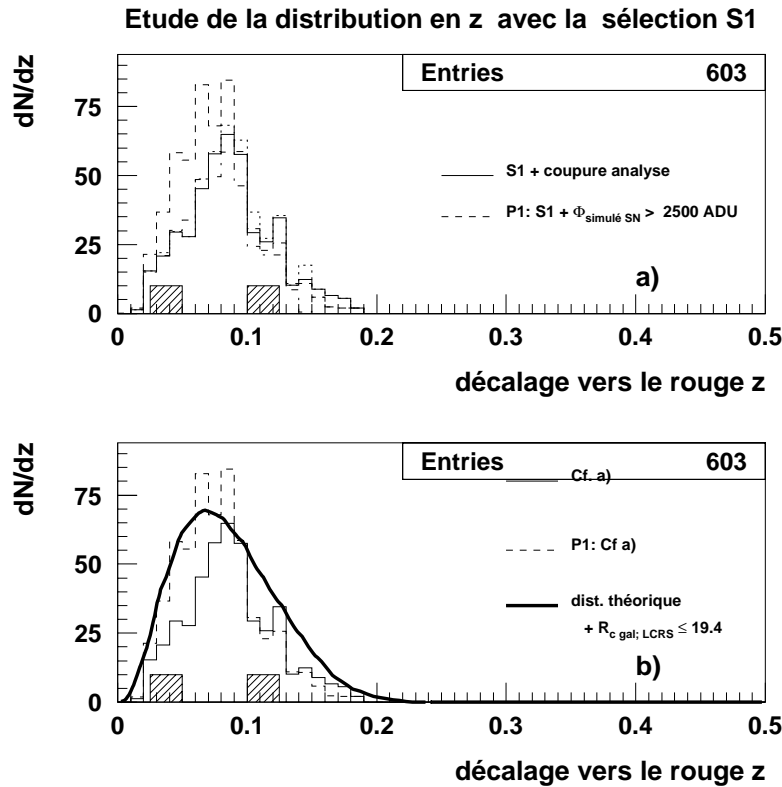 Etude de la distribution en z avec la sélection S1
dN/dz
Entries 603
75
50
25
0
S1 + coupure analyse
P1: S1 + Φsimulé SN > 2500 ADU
a)
0 0.1 0.2 0.3 0.4 0.5
décalage vers le rouge z
dN/dz
Entries 603
75
50
25
0
Cf. a)
P1: Cf a)
dist. théorique
+ Rc gal; LCRS ≤ 19.4
b)
0 0.1 0.2 0.3 0.4 0.5
décalage vers le rouge z